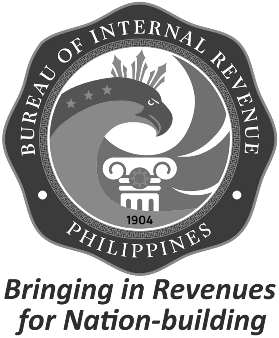 BUREAU OF INTERNAL REVENUE
1904
PHILIPPINES
Bringing in Revenues
for Nation-building